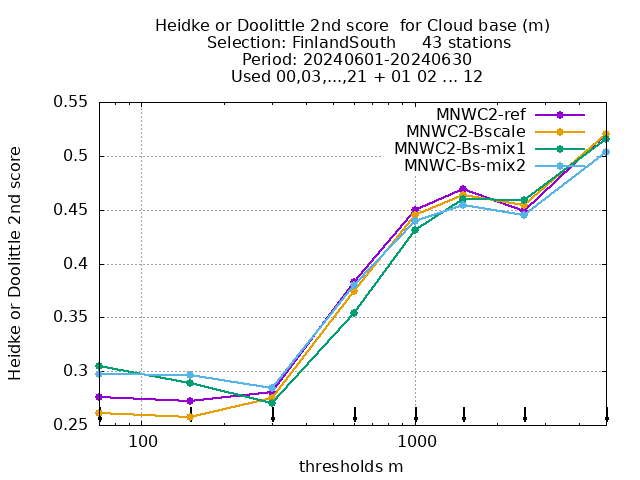 Heidke or Doolittle 2nd score  for Cloud base (m)
Selection: FinlandSouth     43 stations
Period: 20240601-20240630
Used 00,03,...,21 + 01 02 ... 12
MNWC2-ref
MNWC2-Bscale
MNWC2-Bs-mix1
MNWC-Bs-mix2
Heidke or Doolittle 2nd score
0.55
0.5
0.45
0.4
0.35
0.3
0.25
100
1000
thresholds m